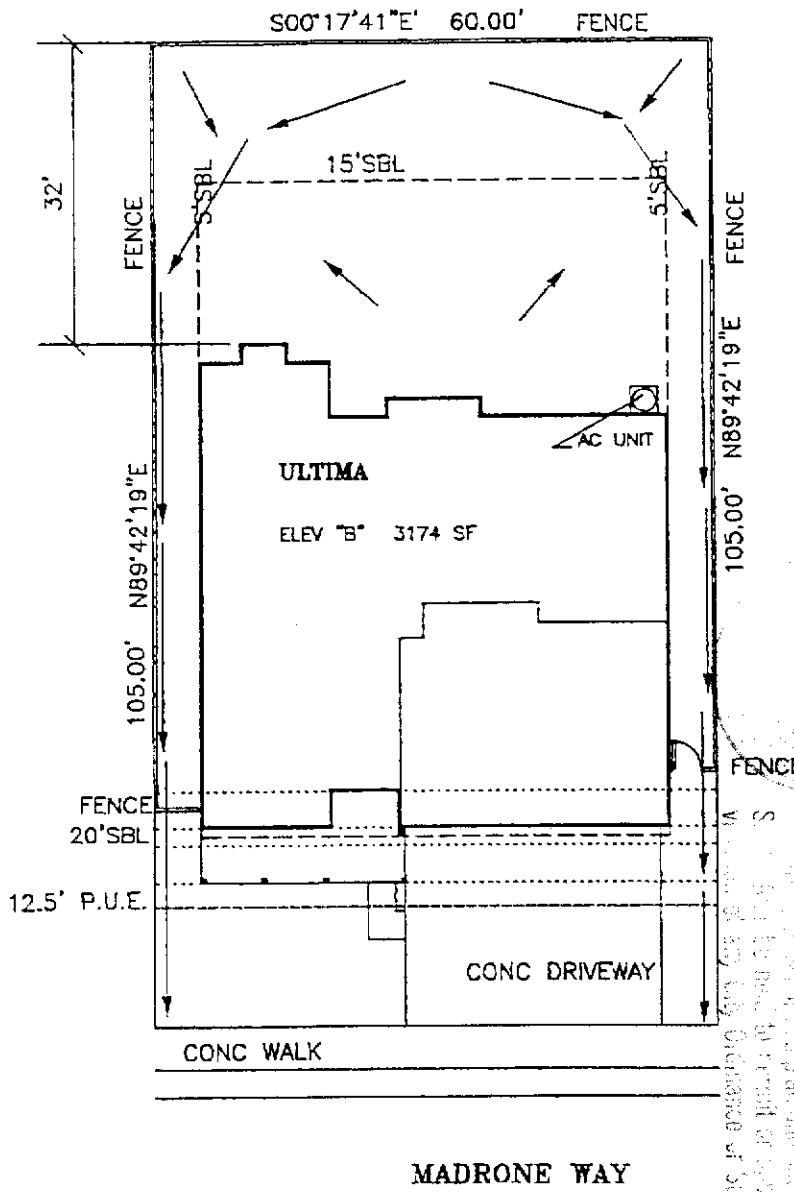 S00°17'41"E' 60.00' FENCE
32'
FENCE
5'SBL
15'SBL
5'SBL
FENCE
N89°42'19"E
105.00'
N89°42'19"E
105.00'
AC UNIT
ULTIMA
ELEV "B" 3174 SF
FENCE
FENCE
20'SBL
12.5' P.U.E.
CONC DRIVEWAY
CONC WALK
MADRONE WAY
Ordinance